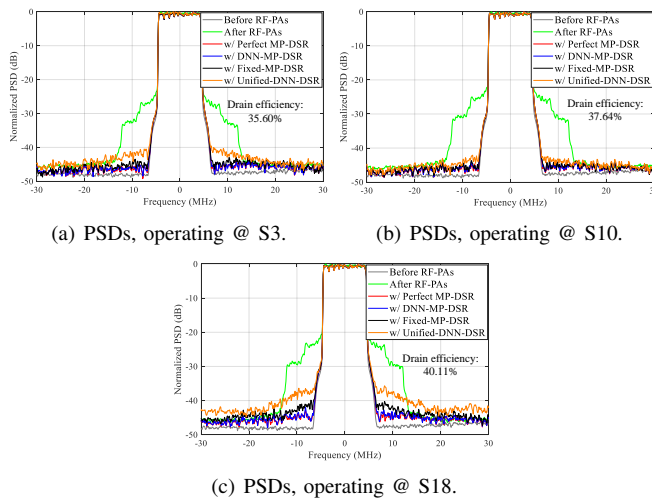 0
-10
-20
-30
-40
-50
-30
-20
-10
0
10
20
30
Normalized PSD (dB)
Frequency (MHz)
Before RF-PAs
After RF-PAs
w/ Perfect MP-DSR
w/ DNN-MP-DSR
w/ Fixed-MP-DSR
w/ Unified-DNN-DSR
Drain efficiency:
35.60%
(a) PSDs, operating @ S3.
0
-10
-20
-30
-40
-50
-30
-20
-10
0
10
20
30
Normalized PSD (dB)
Frequency (MHz)
Before RF-PAs
After RF-PAs
w/ Perfect MP-DSR
w/ DNN-MP-DSR
w/ Fixed-MP-DSR
w/ Unified-DNN-DSR
Drain efficiency:
37.64%
(b) PSDs, operating @ S10.
0
-10
-20
-30
-40
-50
-30
-20
-10
0
10
20
30
Normalized PSD (dB)
Frequency (MHz)
Before RF-PAs
After RF-PAs
w/ Perfect MP-DSR
w/ DNN-MP-DSR
w/ Fixed-MP-DSR
w/ Unified-DNN-DSR
Drain efficiency:
40.11%
(c) PSDs, operating @ S18.